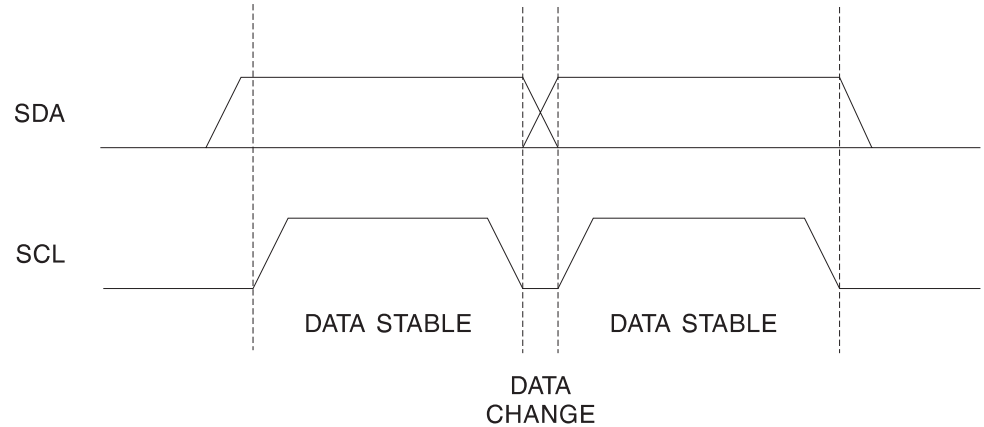 SDA
SCL
DATA STABLE
DATA STABLE
DATA
CHANGE